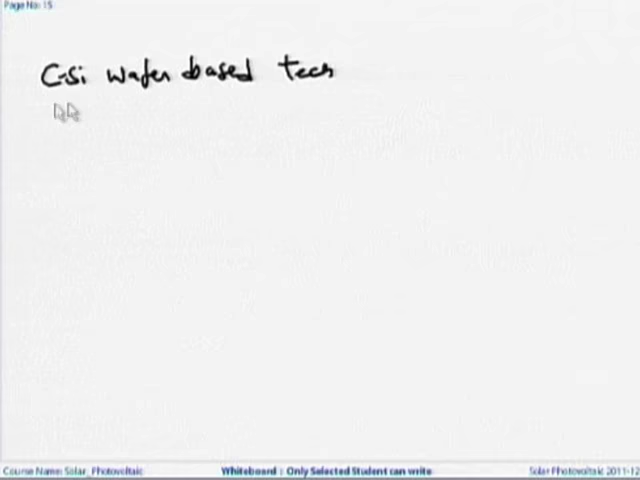 Page No: 15
C-Si wafer based tech
Course Name: Solar_Photovoltaic
Whiteboard : Only Selected Student can write
Solar Photovoltaic 2011-12